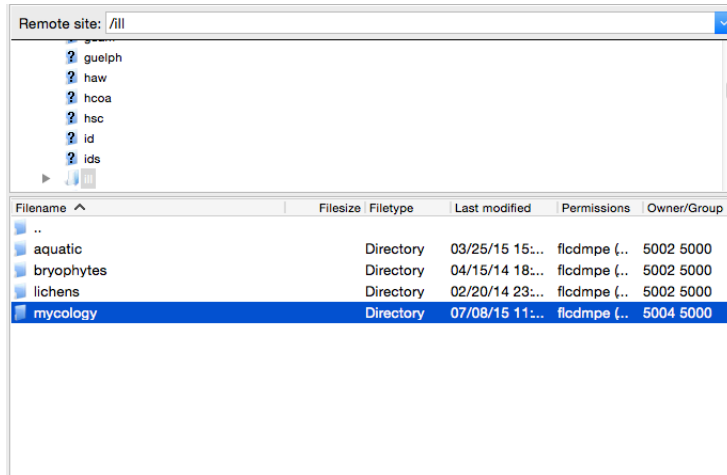 Remote site: /ill
guelph
haw
hcoa
hsc
id
ids
ill
Filename Filesize Filetype Last modified Permissions Owner/Group
..
aquatic Directory 03/25/15 15:... flcdmpe (... 5002 5000
bryophytes Directory 04/15/14 18:... flcdmpe (... 5002 5000
lichens Directory 02/20/14 23:... flcdmpe (... 5002 5000
mycology Directory 07/08/15 11:... flcdmpe (... 5004 5000